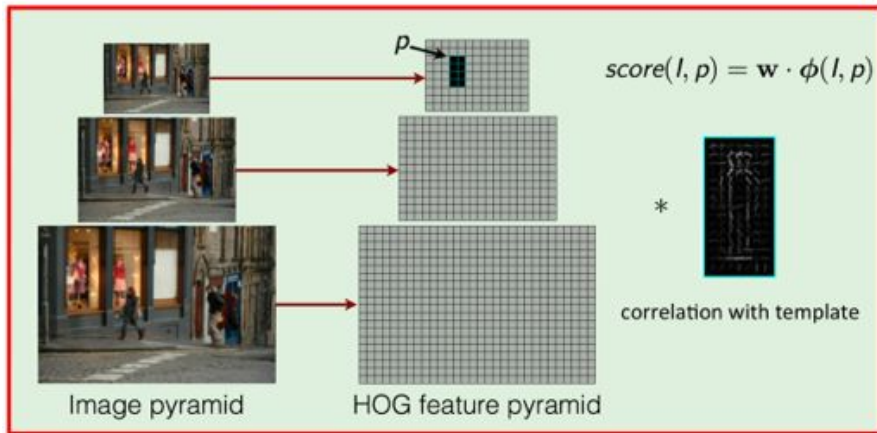 p
score(I, p) = w · ϕ(I, p)
*
correlation with template
Image pyramid
HOG feature pyramid